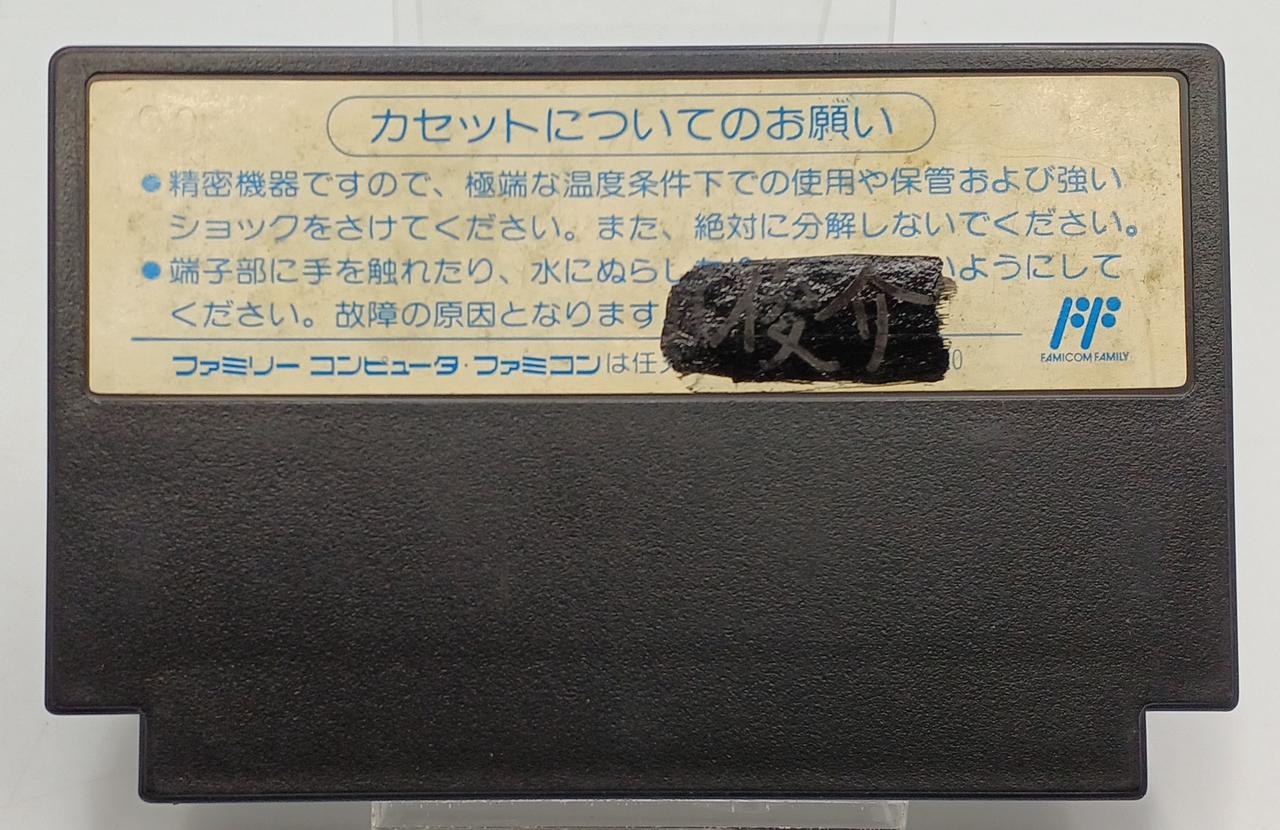 カセットについてのお願い
●精密機器ですので、極端な温度条件下での使用や保管および強い
ショックをさけてください。また、絶対に分解しないでください。
●端子部に手を触れたり、水にぬらし いようにして
ください。故障の原因となります
介
ファミリーコンピュータ・ファミコンは任
FAMICOM FAMILY